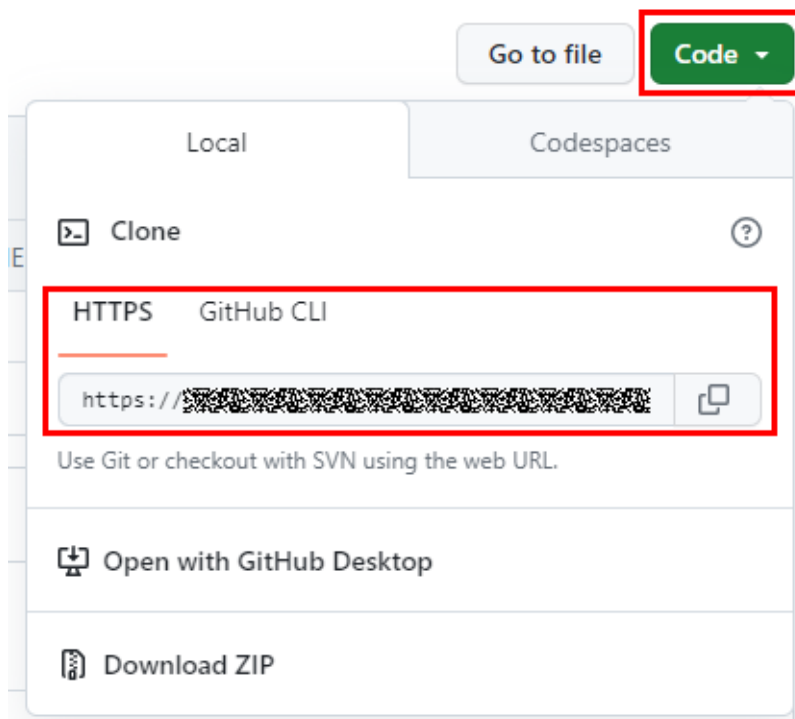 Go to file
Code
Local
Codespaces
Clone
HTTPS
GitHub CLI
https://
Use Git or checkout with SVN using the web URL.
Open with GitHub Desktop
Download ZIP